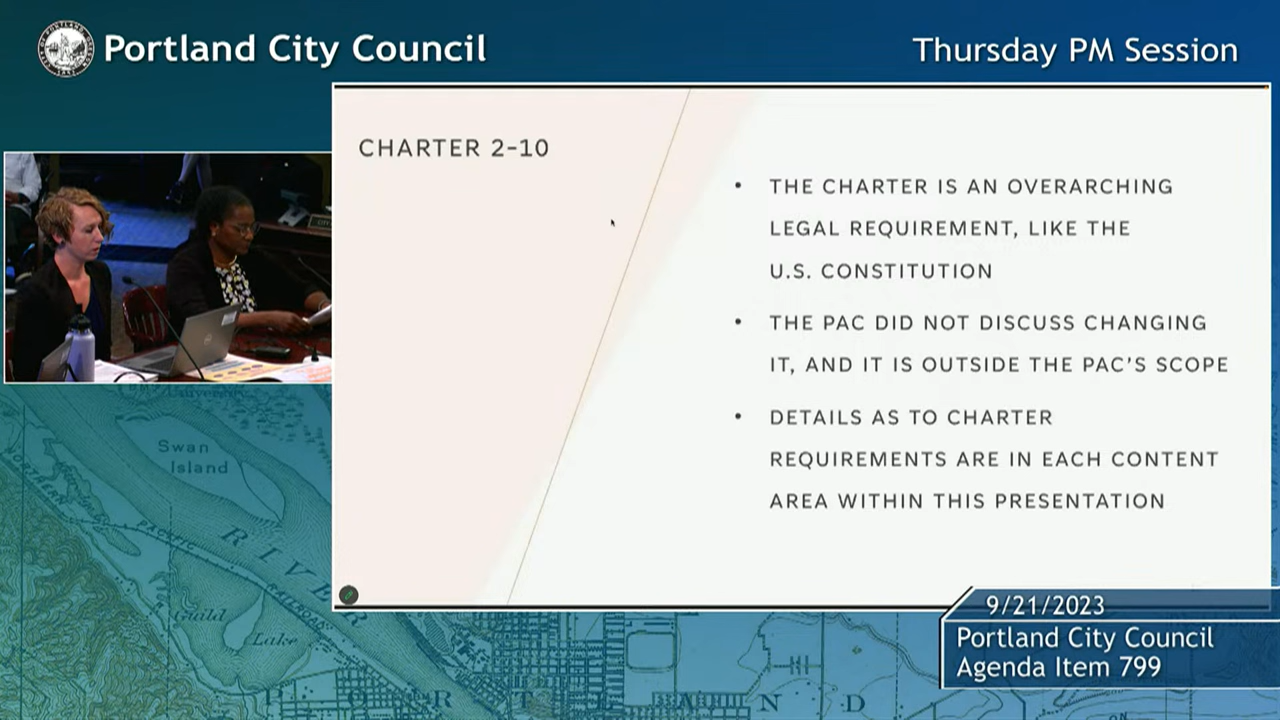 Portland City Council
Thursday PM Session
CHARTER 2-10
• THE CHARTER IS AN OVERARCHING
LEGAL REQUIREMENT, LIKE THE
U.S. CONSTITUTION
• THE PAC DID NOT DISCUSS CHANGING
IT, AND IT IS OUTSIDE THE PAC'S SCOPE
• DETAILS AS TO CHARTER
REQUIREMENTS ARE IN EACH CONTENT
AREA WITHIN THIS PRESENTATION
Swan
Island
NORTHERN
PACIFIC
RAILROAD
Guild
Lake
9/21/2023
Portland City Council
Agenda Item 799